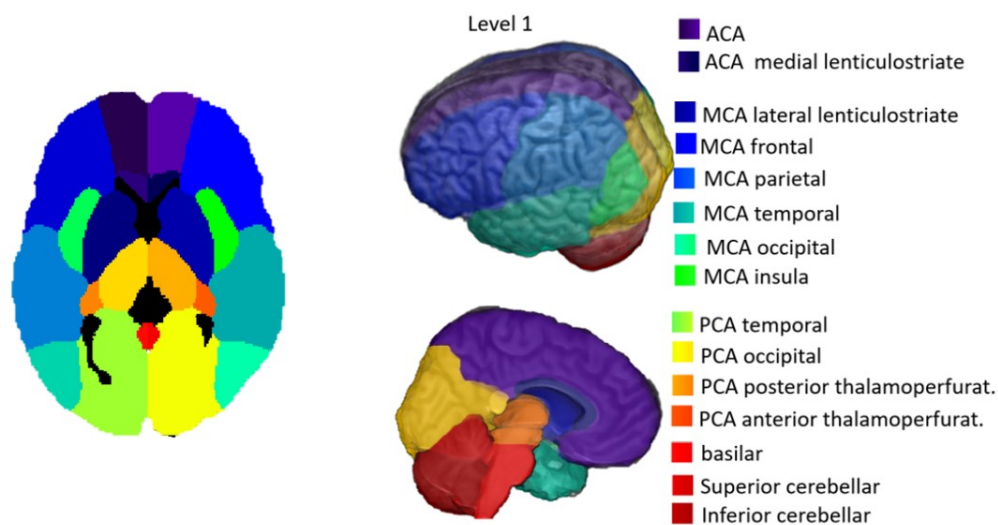 Level 1
ACA
ACA medial lenticulostriate
MCA lateral lenticulostriate
MCA frontal
MCA parietal
MCA temporal
MCA occipital
MCA insula
PCA temporal
PCA occipital
PCA posterior thalamoperfurat.
PCA anterior thalamoperfurat.
basilar
Superior cerebellar
Inferior cerebellar